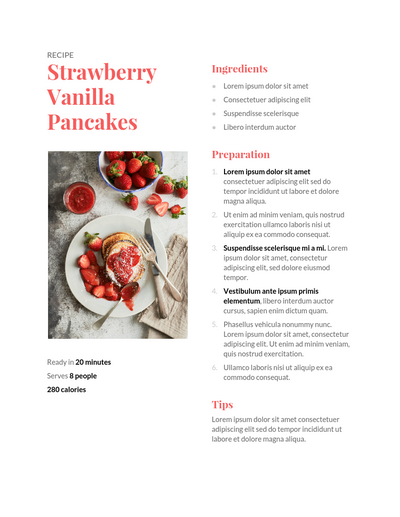 RECIPE
Strawberry
Vanilla
Pancakes
Ready in 20 minutes
Serves 8 people
280 calories
Ingredients
» Lorem ipsum dolor sit amet
» Consectetuer adipiscing elit
» Suspendisse scelerisque
» Libero interdum auctor
Preparation
1. Lorem ipsum dolor sit amet
consectetuer adipiscing elit sed do
tempor incididunt ut labore et dolore
magna aliqua.
2. Ut enim ad minim veniam, quis nostrud
exercitation ullamco laboris nisi ut
aliquip ex ea commodo consequat.
3. Suspendisse scelerisque mi a mi. Lorem
ipsum dolor sit amet, consectetur
adipiscing elit, sed dolore eiusmod
tempor.
4. Vestibulum ante ipsum primis
elementum, libero interdum auctor
cursus, sapien enim dictum quam.
5. Phasellus vehicula nonummy nunc.
Lorem ipsum dolor sit amet, consectetur
adipiscing elit. Ut enim ad minim veniam,
quis nostrud exercitation.
6. Ullamco laboris nisi ut aliquip ex ea
commodo consequat.
Tips
Lorem ipsum dolor sit amet consectetuer
adipiscing elit sed do tempor incididunt ut
labore et dolore magna aliqua.